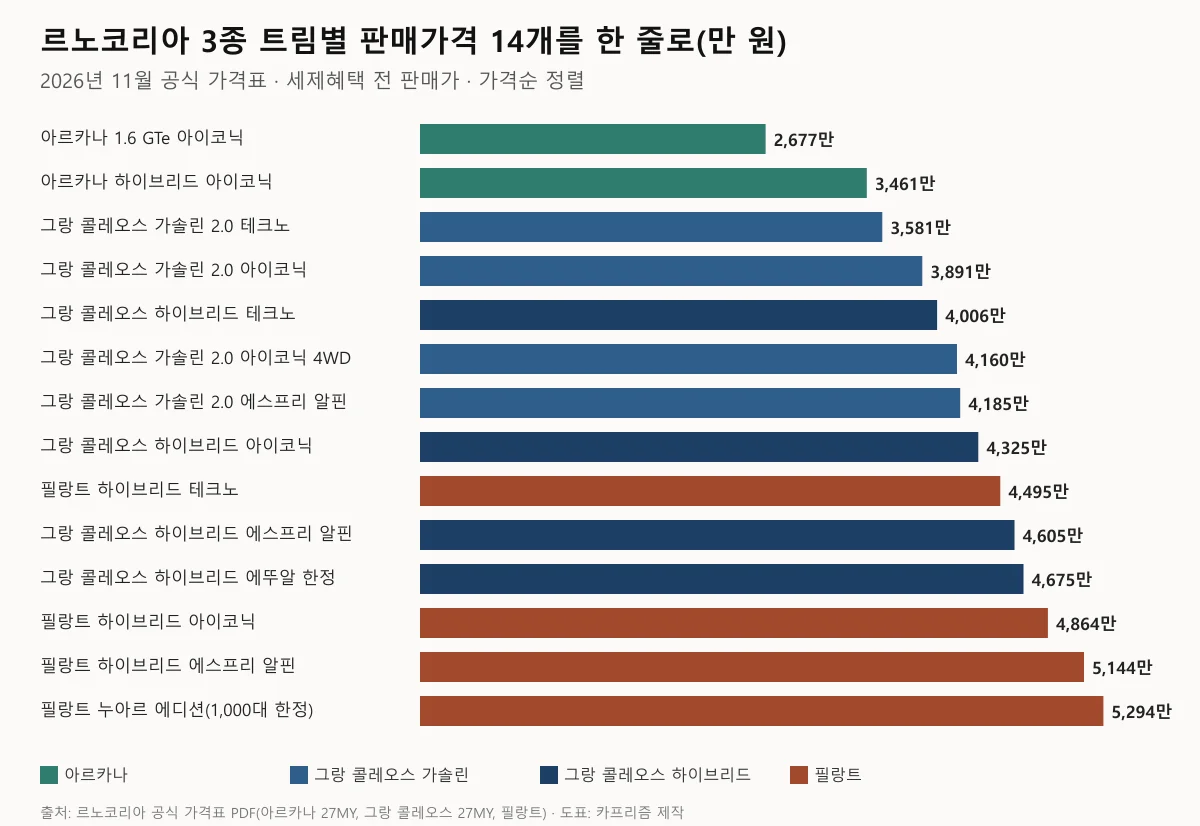 르노코리아 3종 트림별 판매가격 14개를 한 줄로(만 원)
2026년 11월 공식 가격표 · 세제혜택 전 판매가 · 가격순 정렬
아르카나 1.6 GTe 아이코닉 2,677만
아르카나 하이브리드 아이코닉 3,461만
그랑 콜레오스 가솔린 2.0 테크노 3,581만
그랑 콜레오스 가솔린 2.0 아이코닉 3,891만
그랑 콜레오스 하이브리드 테크노 4,006만
그랑 콜레오스 가솔린 2.0 아이코닉 4WD 4,160만
그랑 콜레오스 가솔린 2.0 에스프리 알핀 4,185만
그랑 콜레오스 하이브리드 아이코닉 4,325만
필랑트 하이브리드 테크노 4,495만
그랑 콜레오스 하이브리드 에스프리 알핀 4,605만
그랑 콜레오스 하이브리드 에뚜알 한정 4,675만
필랑트 하이브리드 아이코닉 4,864만
필랑트 하이브리드 에스프리 알핀 5,144만
필랑트 누아르 에디션(1,000대 한정) 5,294만
아르카나 그랑 콜레오스 가솔린 그랑 콜레오스 하이브리드 필랑트
출처: 르노코리아 공식 가격표 PDF(아르카나 27MY, 그랑 콜레오스 27MY, 필랑트) · 도표: 카프리즘 제작